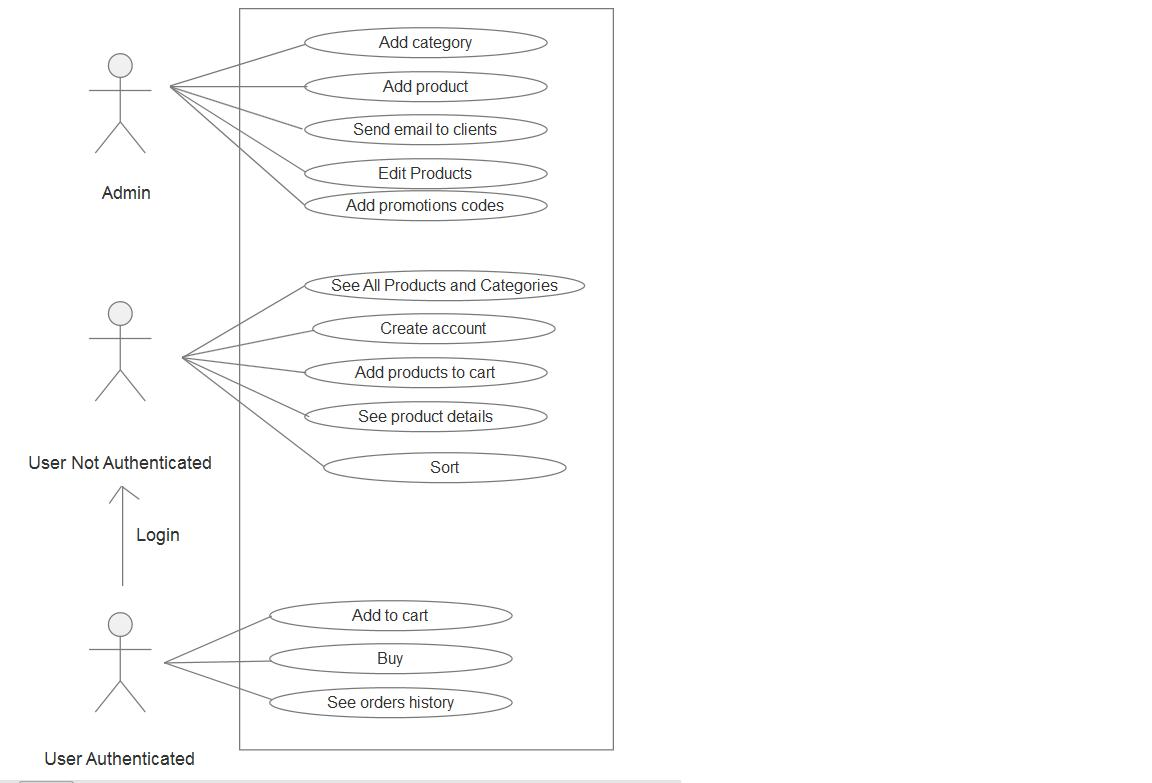 Add category
Add product
Send email to clients
Edit Products
Admin
Add promotions codes
See All Products and Categories
Create account
Add products to cart
See product details
User Not Authenticated
Sort
Login
Add to cart
Buy
See orders history
User Authenticated